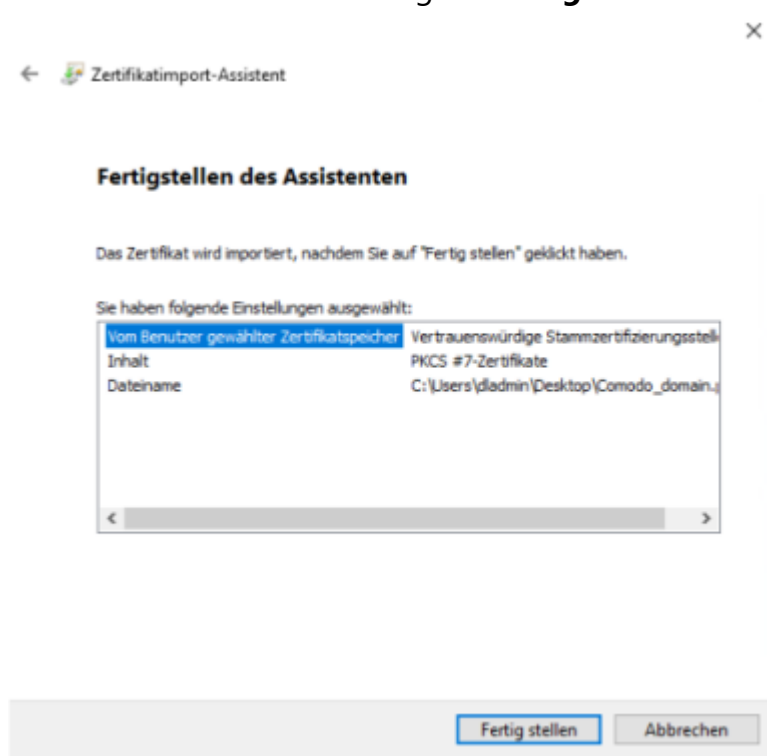 Zertifikatimport-Assistent
Fertigstellen des Assistenten
Das Zertifikat wird importiert, nachdem Sie auf "Fertig stellen" geklickt haben.
Sie haben folgende Einstellungen ausgewählt:
Vom Benutzer gewählter Zertifikatspeicher Vertrauenswürdige Stammzertifizierungsstell
Inhalt PKCS #7-Zertifikate
Dateiname C:\Users\dladmin\Desktop\Comodo_domain.
Fertig stellen Abbrechen